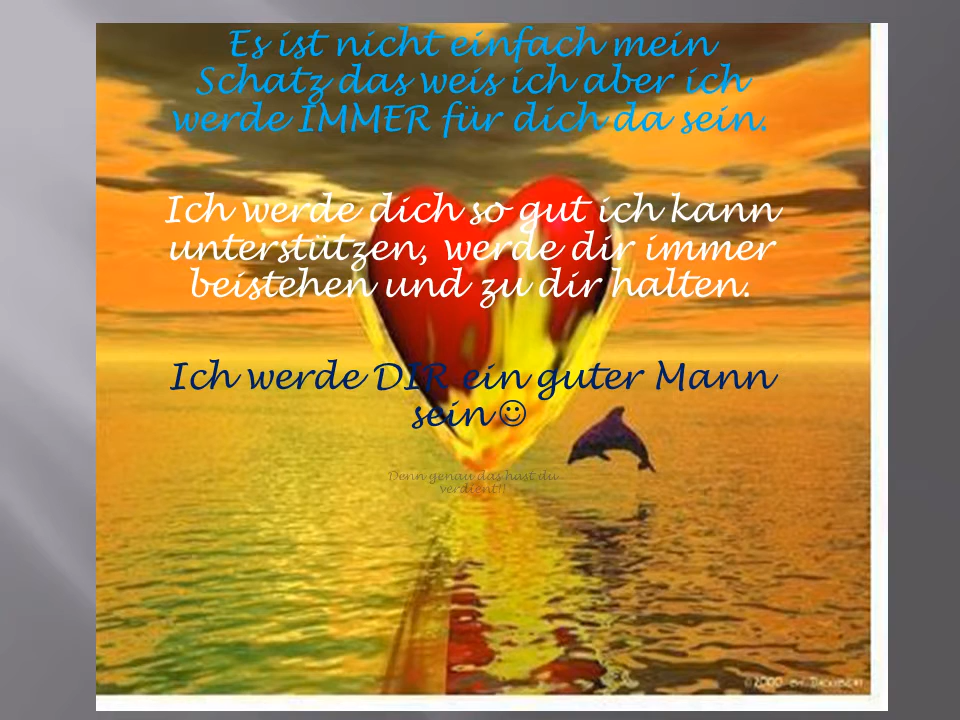 Es ist nicht einfach mein
Schatz das weis ich aber ich
werde IMMER für dich da sein.
Ich werde dich so gut ich kann
unterstützen, werde dir immer
beistehen und zu dir halten.
Ich werde DIR ein guter Mann
sein☺
Denn genau das hast du
verdient!!
©2000